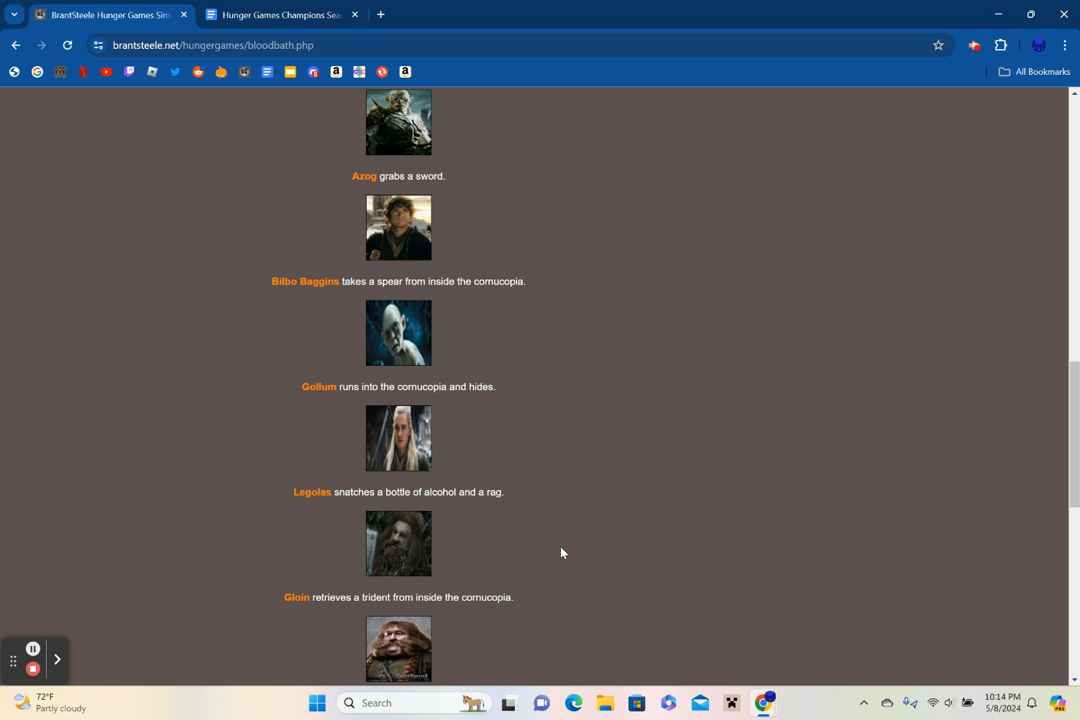 BrantSteele Hunger Games Sim
Hunger Games Champions Sea
brantsteele.net/hungergames/bloodbath.php
All Bookmarks
Azog grabs a sword.
Bilbo Baggins takes a spear from inside the cornucopia.
Gollum runs into the cornucopia and hides.
Legolas snatches a bottle of alcohol and a rag.
Gloin retrieves a trident from inside the cornucopia.
72°F
Partly cloudy
Search
10:14 PM
5/8/2024